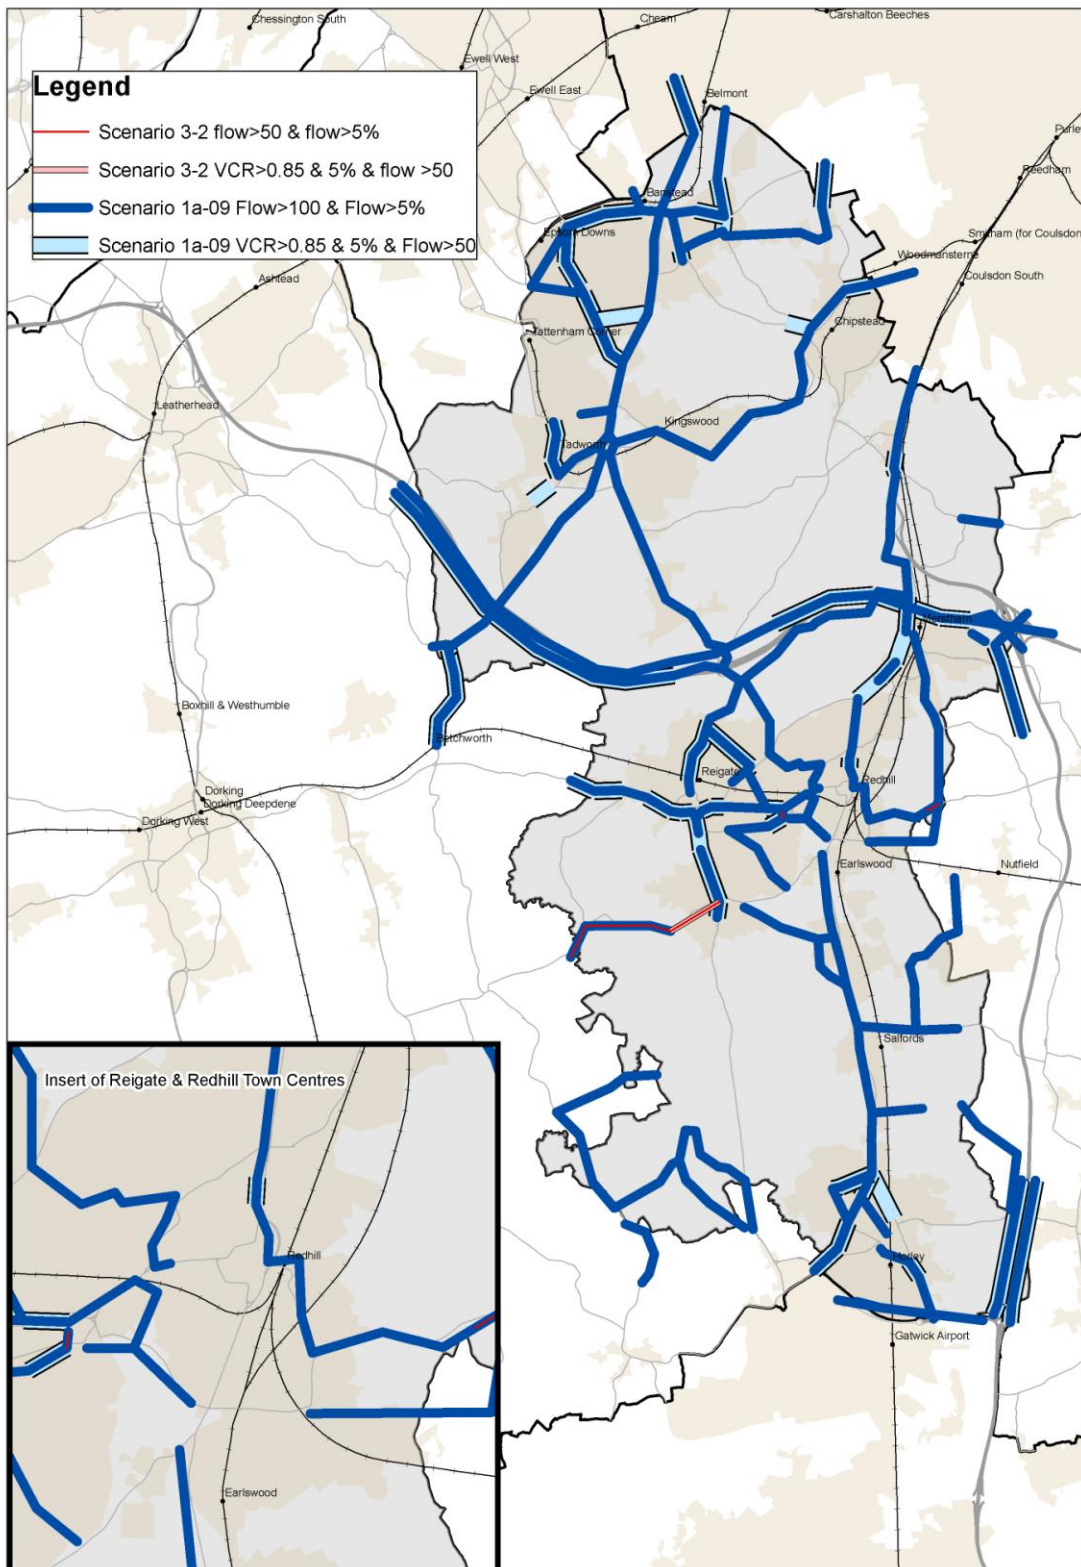 Chessington South
Cheam
Carshalton Beeches
Ewell West
Ewell East
Belmont
Legend
Scenario 3-2 flow>50 & flow>5%
Scenario 3-2 VCR>0.85 & 5% & flow >50
Scenario 1a-09 Flow>100 & Flow>5%
Scenario 1a-09 VCR>0.85 & 5% & Flow>50
Purley
Reedham
Banstead
Epsom Downs
Smitham (for Coulsdon
Woodmansterne
Coulsdon South
Ashtead
Chipstead
Tattenham Corner
Leatherhead
Kingswood
Tadworth
Merstham
Boxhill & Westhumble
Betchworth
Reigate
Redhill
Dorking
Dorking Deepdene
Dorking West
Earlswood
Nutfield
Salfords
Insert of Reigate & Redhill Town Centres
Redhill
Horley
Gatwick Airport
Earlswood